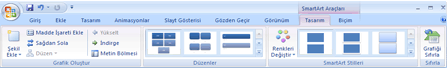 SmartArt Araçları
Giriş Ekle Tasarım Animasyonlar Slayt Gösterisi Gözden Geçir Görünüm Tasarım Biçim
Şekil Ekle
Madde İşareti Ekle
Sağdan Sola
Düzen
Yükselt
İndirge
Metin Bölmesi
Grafik Oluştur
Düzenler
Renkleri Değiştir
SmartArt Stilleri
Grafiği Sıfırla
Sıfırla